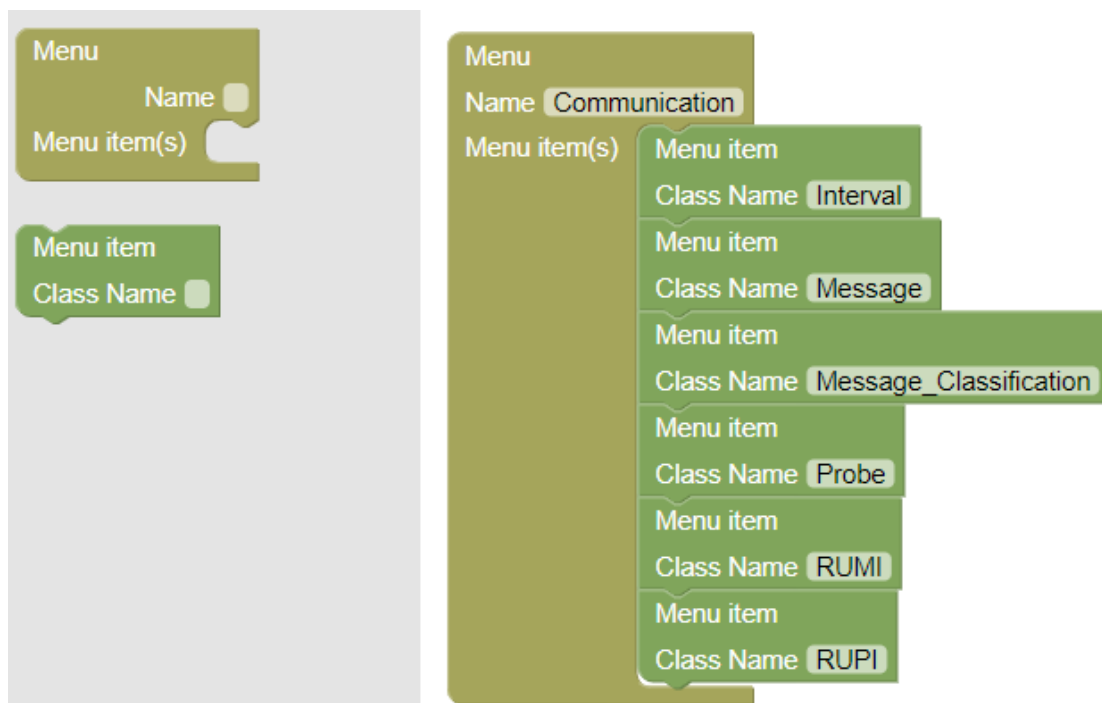 Menu
Name
Menu item(s)
Menu item
Class Name
Menu
Name Communication
Menu item(s)
Menu item
Class Name Interval
Menu item
Class Name Message
Menu item
Class Name Message_Classification
Menu item
Class Name Probe
Menu item
Class Name RUMI
Menu item
Class Name RUPI